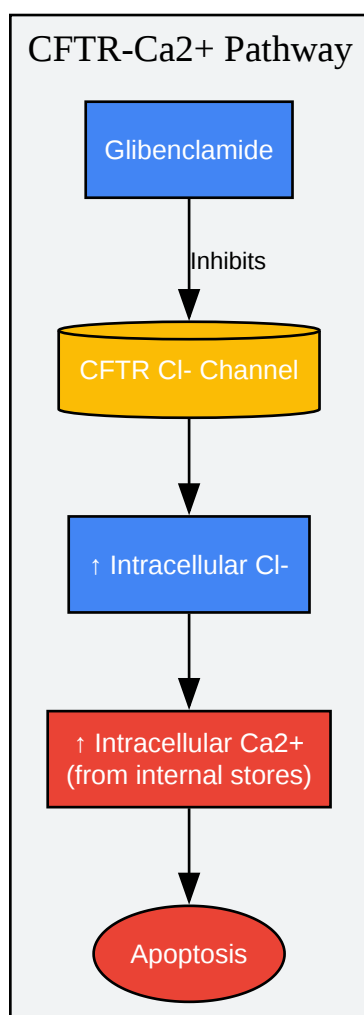 CFTR-Ca2+ Pathway
Glibenclamide
Inhibits
CFTR Cl- Channel
↑ Intracellular Cl-
↑ Intracellular Ca2+
(from internal stores)
Apoptosis